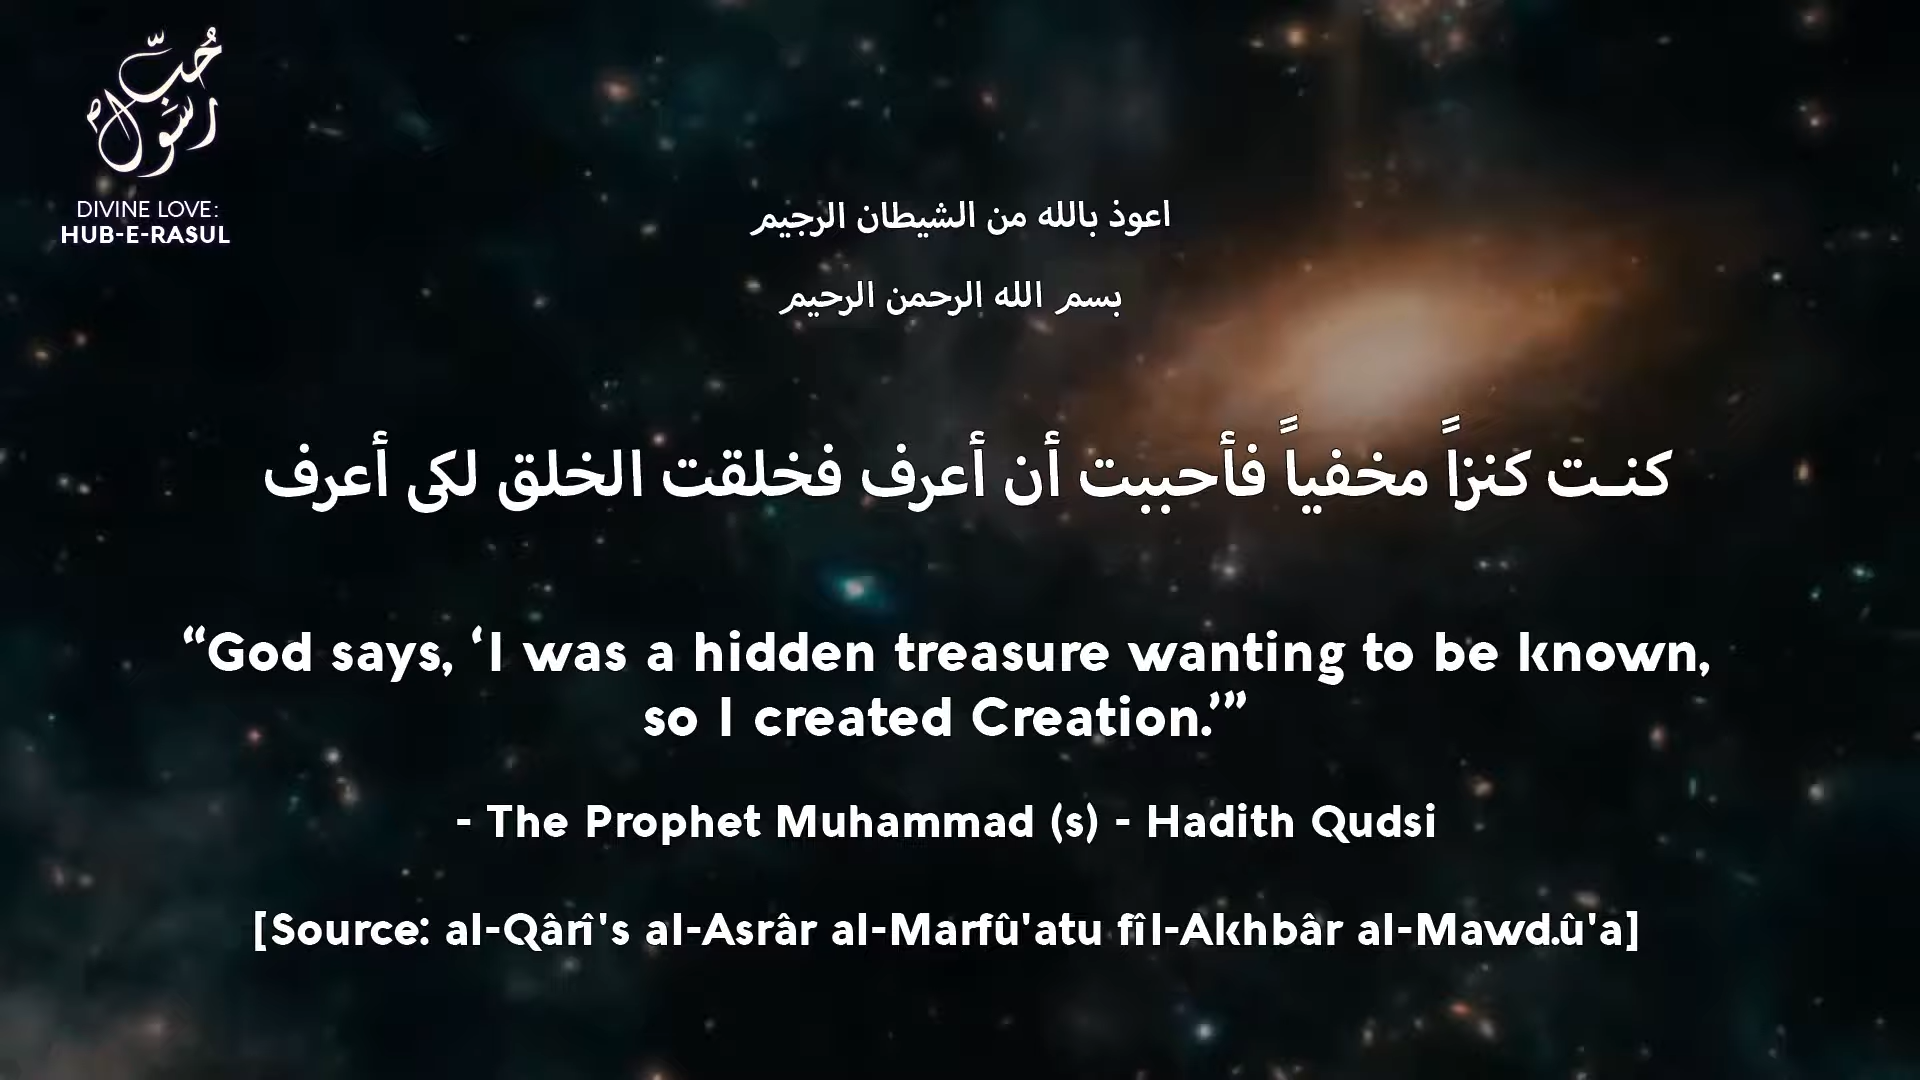 حُبِّ
رَسُوْل
DIVINE LOVE:
HUB-E-RASUL
اعوذ بالله من الشيطان الرجيم
بسم الله الرحمن الرحيم
كنـت كنزاً مخفياً فأحببت أن أعرف فخلقت الخلق لكى أعرف
“God says, ‘I was a hidden treasure wanting to be known,
so I created Creation.’”
- The Prophet Muhammad (s) - Hadith Qudsi
[Source: al-Qârî's al-Asrâr al-Marfû'atu fîl-Akhbâr al-Mawd.û'a]